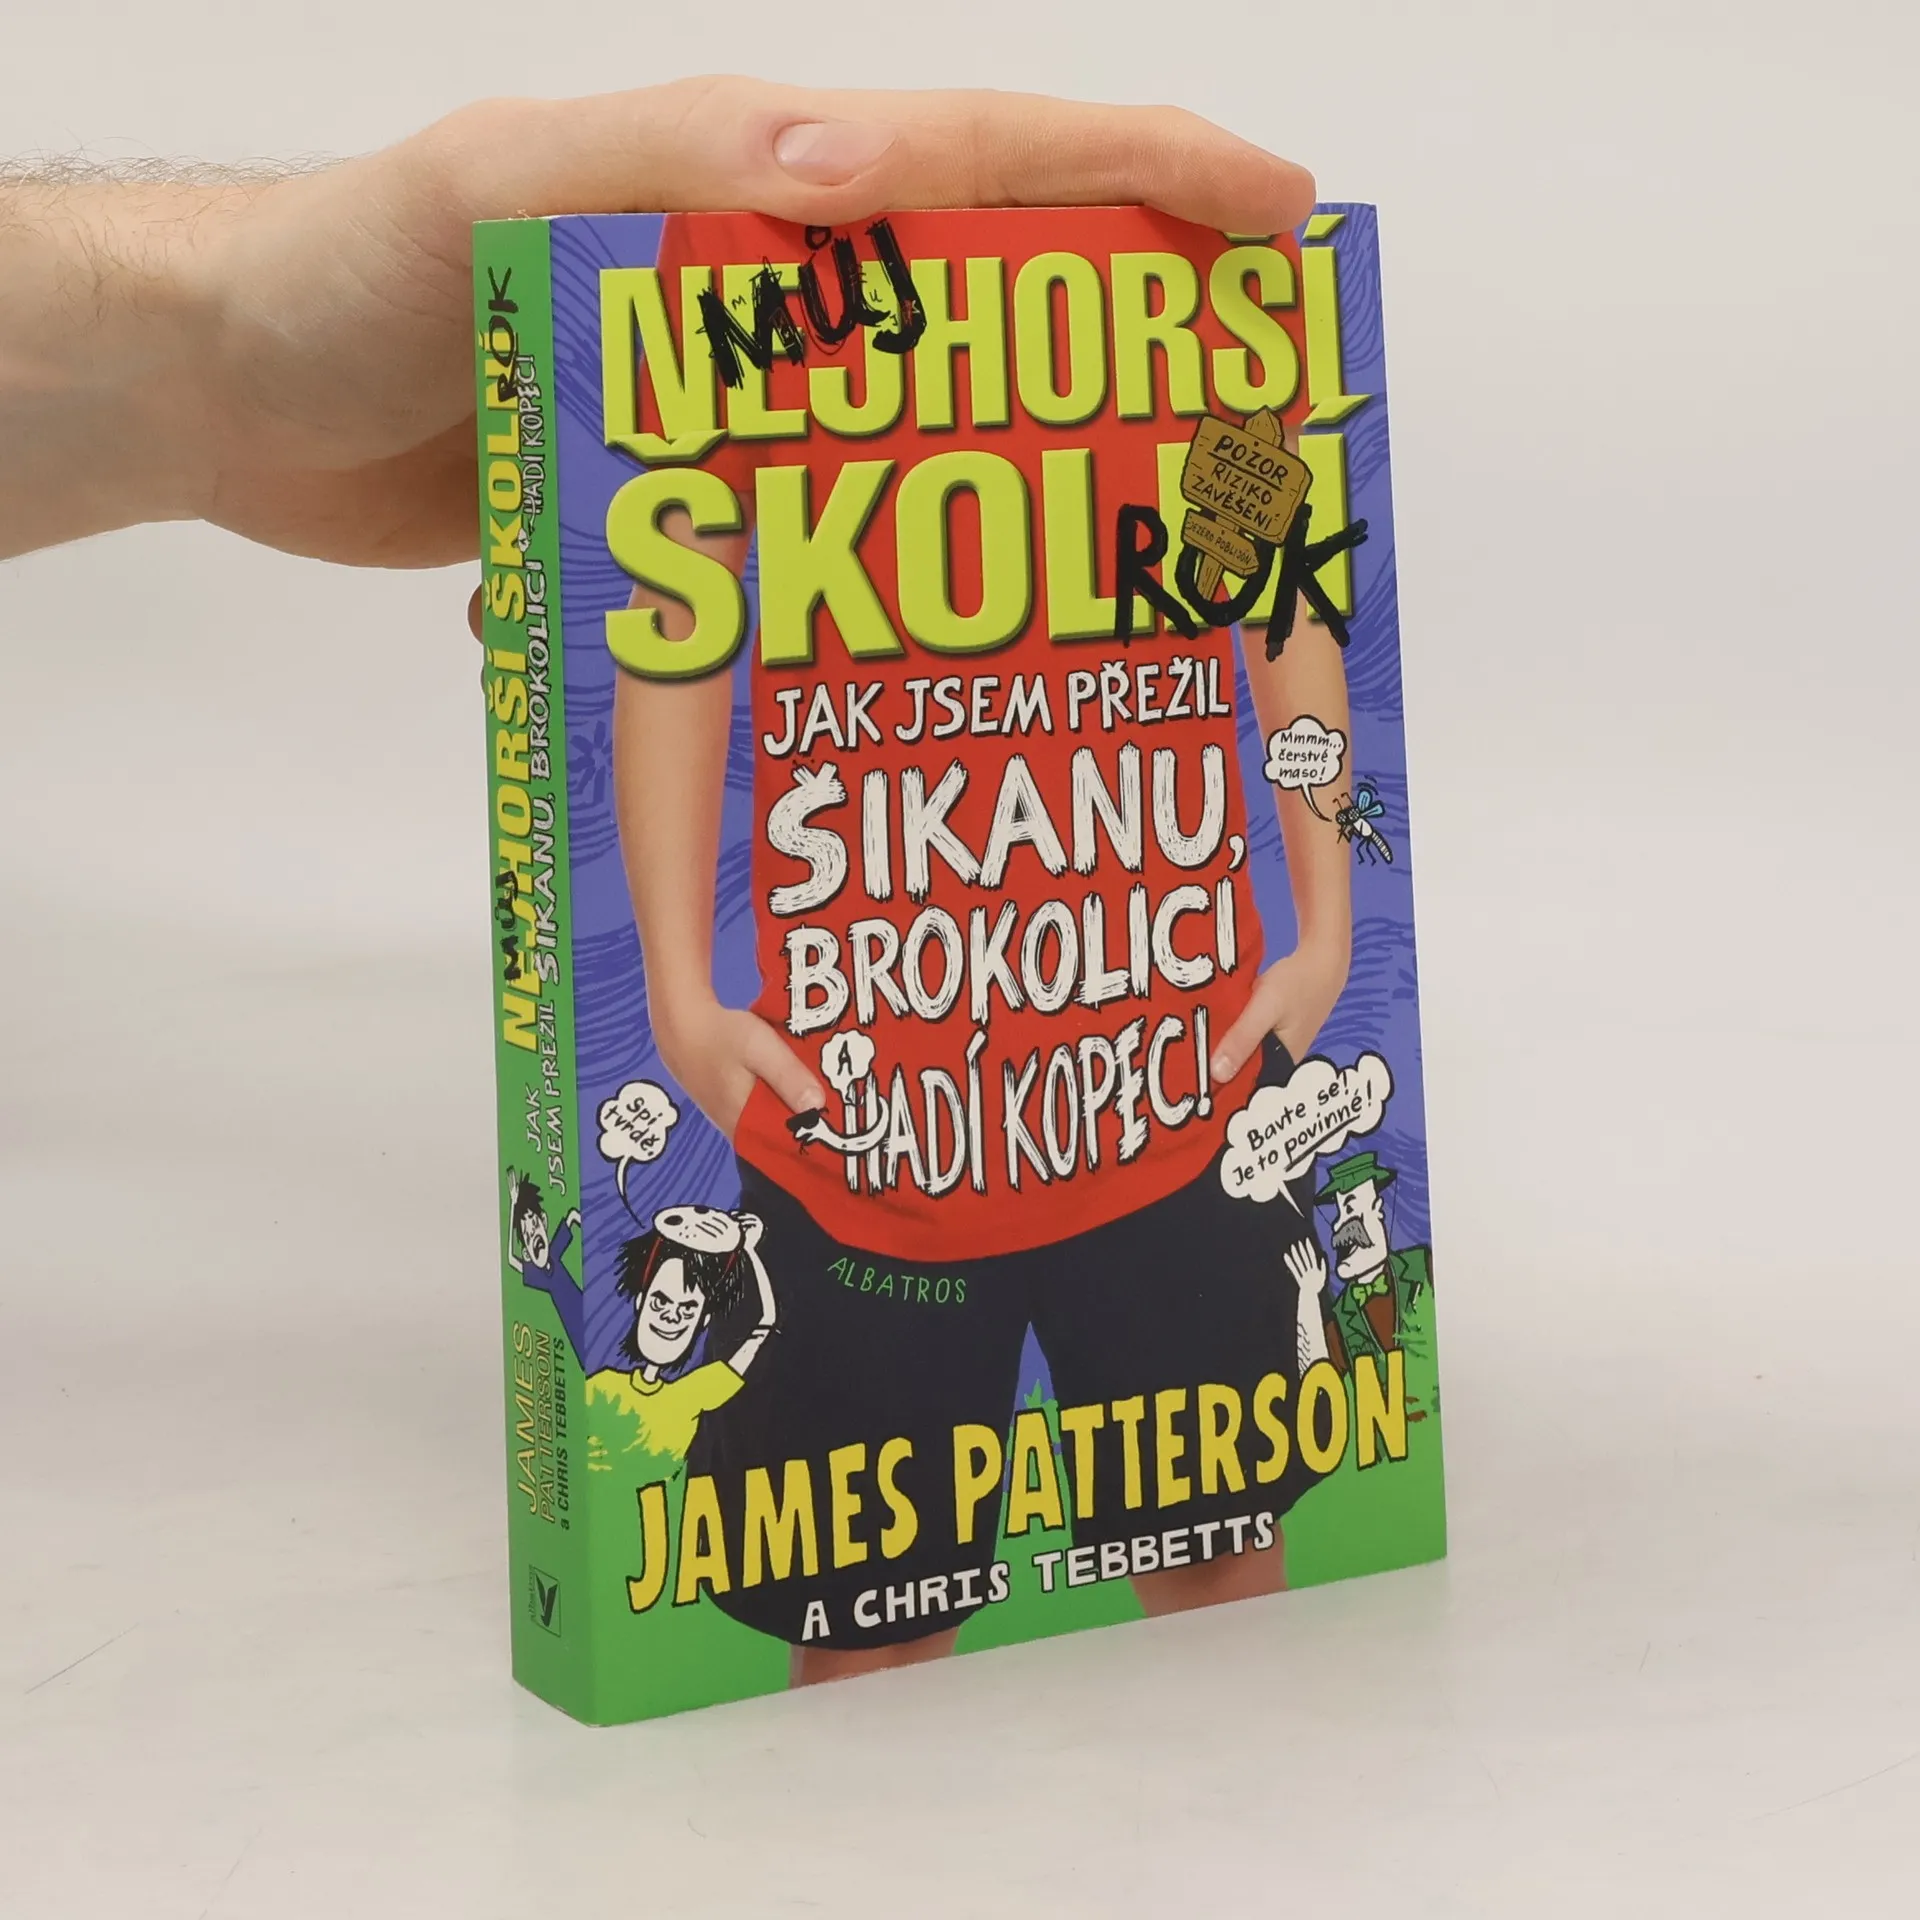 MŮJ
NEJHORŠÍ
ŠKOLNÍ
ROK
POZOR
RIZIKO
ZAVĚŠENÍ
JAK JSEM PŘEŽIL
ŠIKANU,
BROKOLICI
A
HADÍ KOPEC!
Mmmm...
čerstvé
maso!
Spi
tvrdě!
Bavte se!
Je to povinné!
ALBATROS
JAMES PATTERSON
A CHRIS TEBBETTS
MŮJ
NEJHORŠÍ ŠKOLNÍ
ROK
JAK
JSEM PŘEŽIL ŠIKANU, BROKOLICI A HADÍ KOPEC!
JAMES
PATTERSON
a CHRIS TEBBETTS
albatros